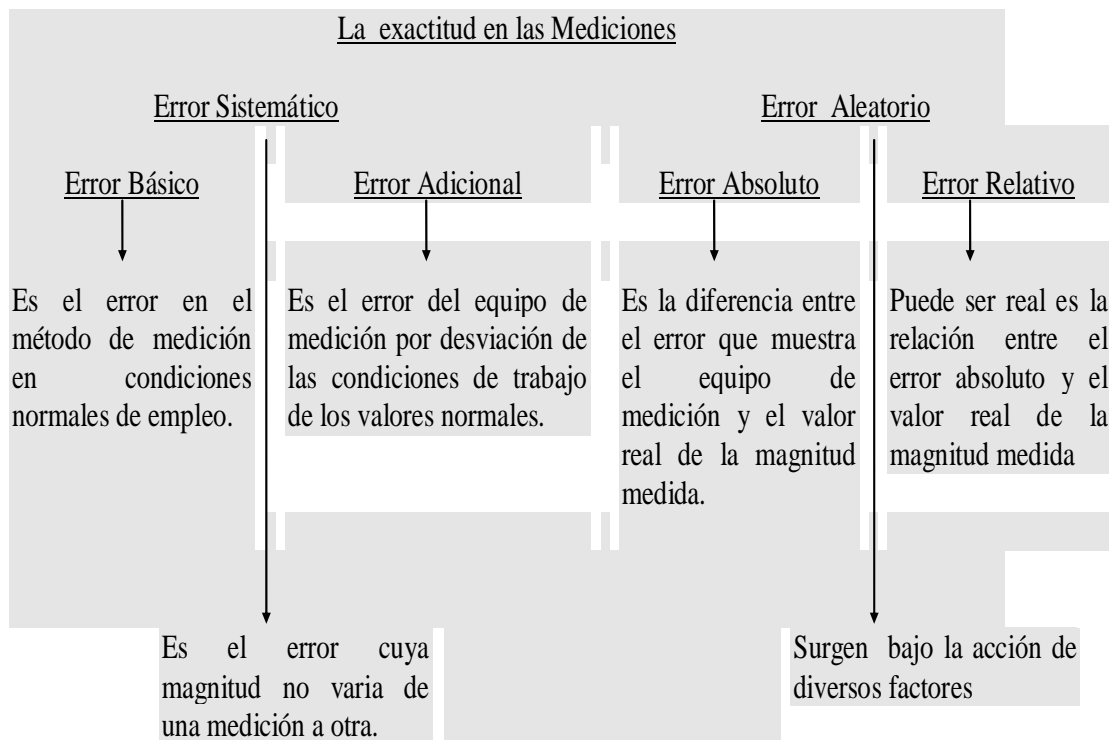 La exactitud en las Mediciones
Error Sistemático
Error Aleatorio
Error Básico
Error Adicional
Error Absoluto
Error Relativo
Es el error en el
método de medición
en condiciones
normales de empleo.
Es el error del equipo de
medición por desviación de
las condiciones de trabajo
de los valores normales.
Es la diferencia entre
el error que muestra
el equipo de
medición y el valor
real de la magnitud
medida.
Puede ser real es la
relación entre el
error absoluto y el
valor real de la
magnitud medida
Es el error cuya
magnitud no varia de
una medición a otra.
Surgen bajo la acción de
diversos factores